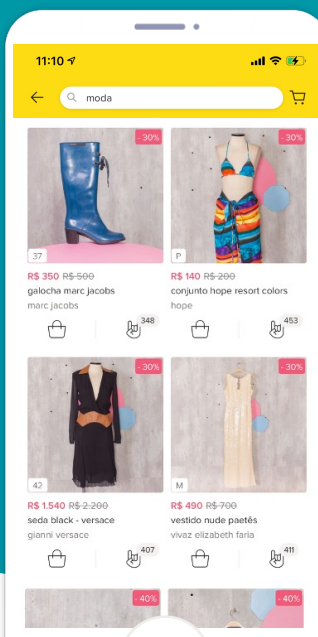 11:10
moda
- 30%
- 30%
37
P
R$ 350 R$ 500
R$ 140 R$ 200
galocha marc jacobs
conjunto hope resort colors
marc jacobs
hope
348
453
- 30%
- 30%
42
M
R$ 1.540 R$ 2.200
R$ 490 R$ 700
seda black - versace
vestido nude paetês
gianni versace
vivaz elizabeth faria
407
411
- 40%
- 40%